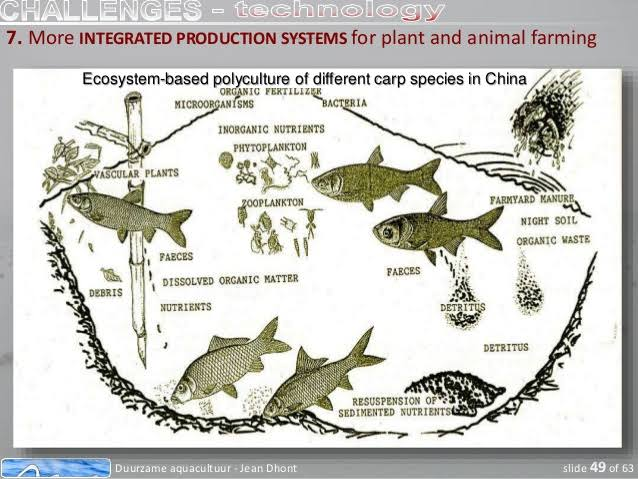 CHALLENGES - technology
7. More INTEGRATED PRODUCTION SYSTEMS for plant and animal farming
Ecosystem-based polyculture of different carp species in China
ORGANIC FERTILIZER
MICROORGANISMS
BACTERIA
INORGANIC NUTRIENTS
PHYTOPLANKTON
VASCULAR PLANTS
ZOOPLANKTON
FARMYARD MANURE
NIGHT SOIL
ORGANIC WASTE
FAECES
FAECES
DISSOLVED ORGANIC MATTER
DEBRIS
NUTRIENTS
DETRITUS
DETRITUS
RESUSPENSION OF
SEDIMENTED NUTRIENTS
Duurzame aquacultuur - Jean Dhont
slide 49 of 63